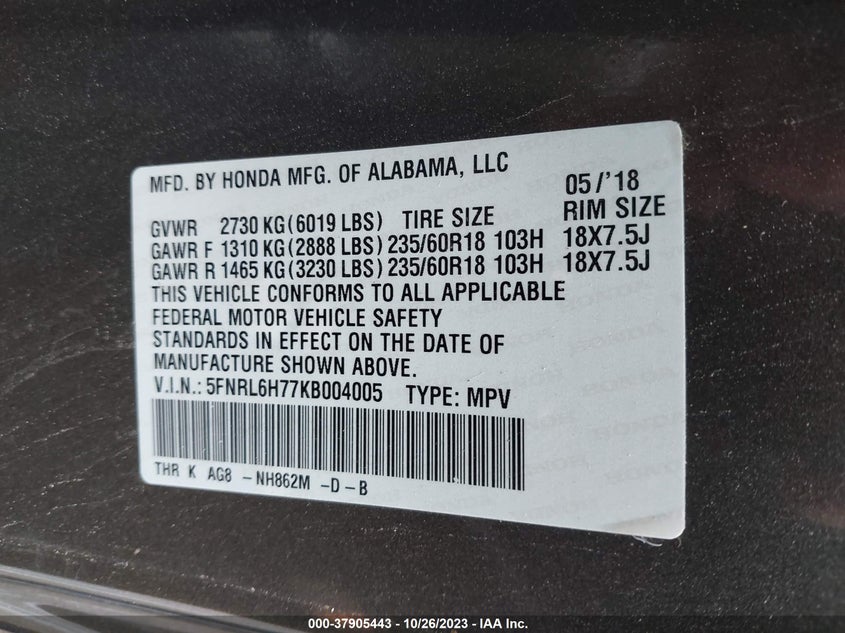 MFD. BY HONDA MFG. OF ALABAMA, LLC 05/'18
GVWR 2730 KG(6019 LBS) TIRE SIZE RIM SIZE
GAWR F 1310 KG(2888 LBS)235/60R18 103H 18X7.5J
GAWR R 1465 KG(3230 LBS)235/60R18 103H 18X7.5J
THIS VEHICLE CONFORMS TO ALL APPLICABLE
FEDERAL MOTOR VEHICLE SAFETY
STANDARDS IN EFFECT ON THE DATE OF
MANUFACTURE SHOWN ABOVE.
V.I.N.: 5FNRL6H77KB004005 TYPE: MPV
THR K AG8 -NH862M -D-B
000-37905443 - 10/26/2023 - IAA Inc.